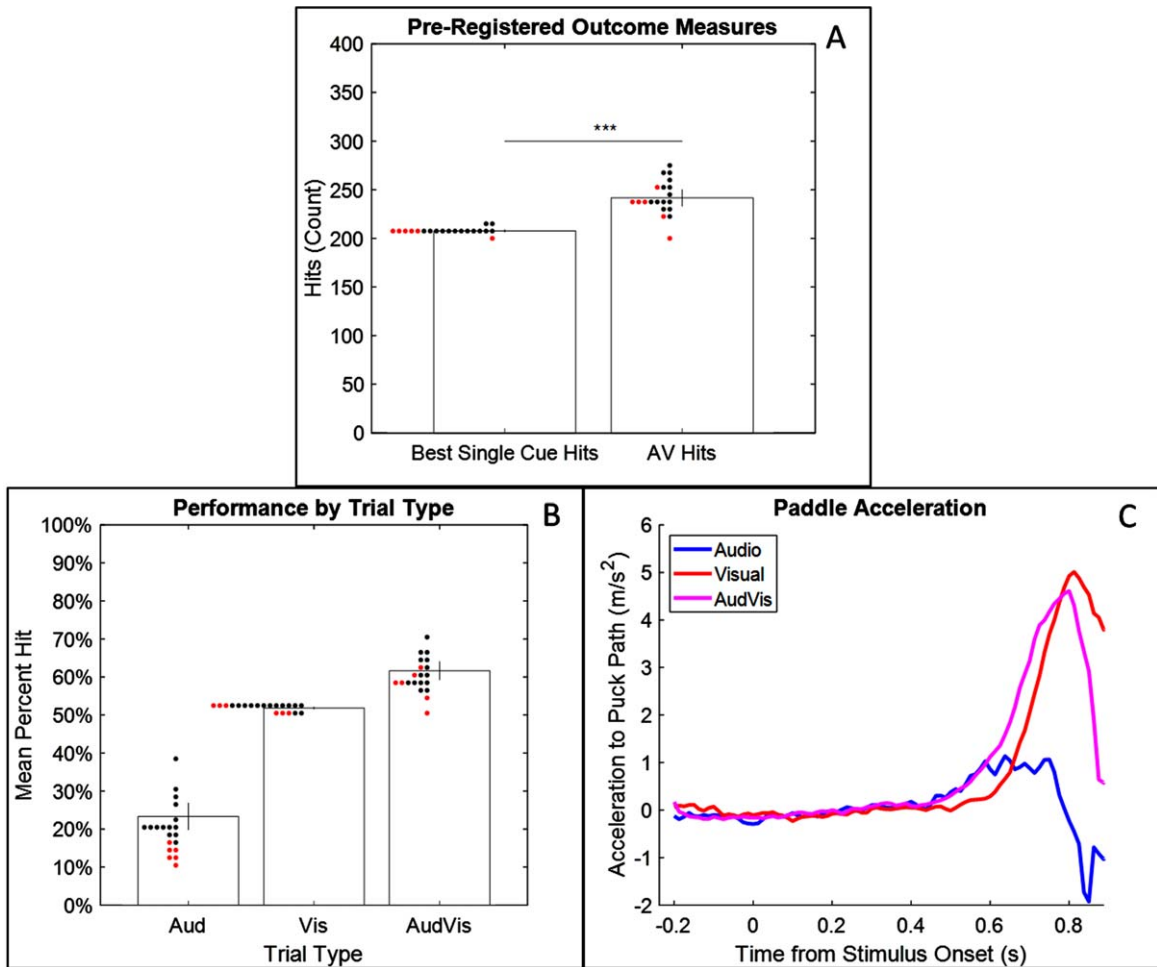 Pre-Registered Outcome Measures
A
400
350
300
250
200
150
100
50
0
Hits (Count)
***
Best Single Cue Hits
AV Hits
Performance by Trial Type
B
100%
90%
80%
70%
60%
50%
40%
30%
20%
10%
0%
Mean Percent Hit
Aud
Vis
AudVis
Trial Type
Paddle Acceleration
C
Audio
Visual
AudVis
6
5
4
3
2
1
0
-1
-2
Acceleration to Puck Path (m/s²)
-0.2
0
0.2
0.4
0.6
0.8
Time from Stimulus Onset (s)